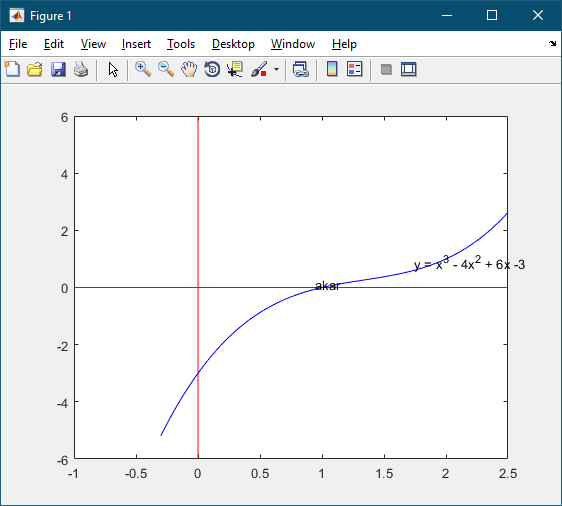 Figure 1
File Edit View Insert Tools Desktop Window Help
6
4
2
y = x³ - 4x² + 6x -3
akar
0
-2
-4
-6
-1 -0.5 0 0.5 1 1.5 2 2.5